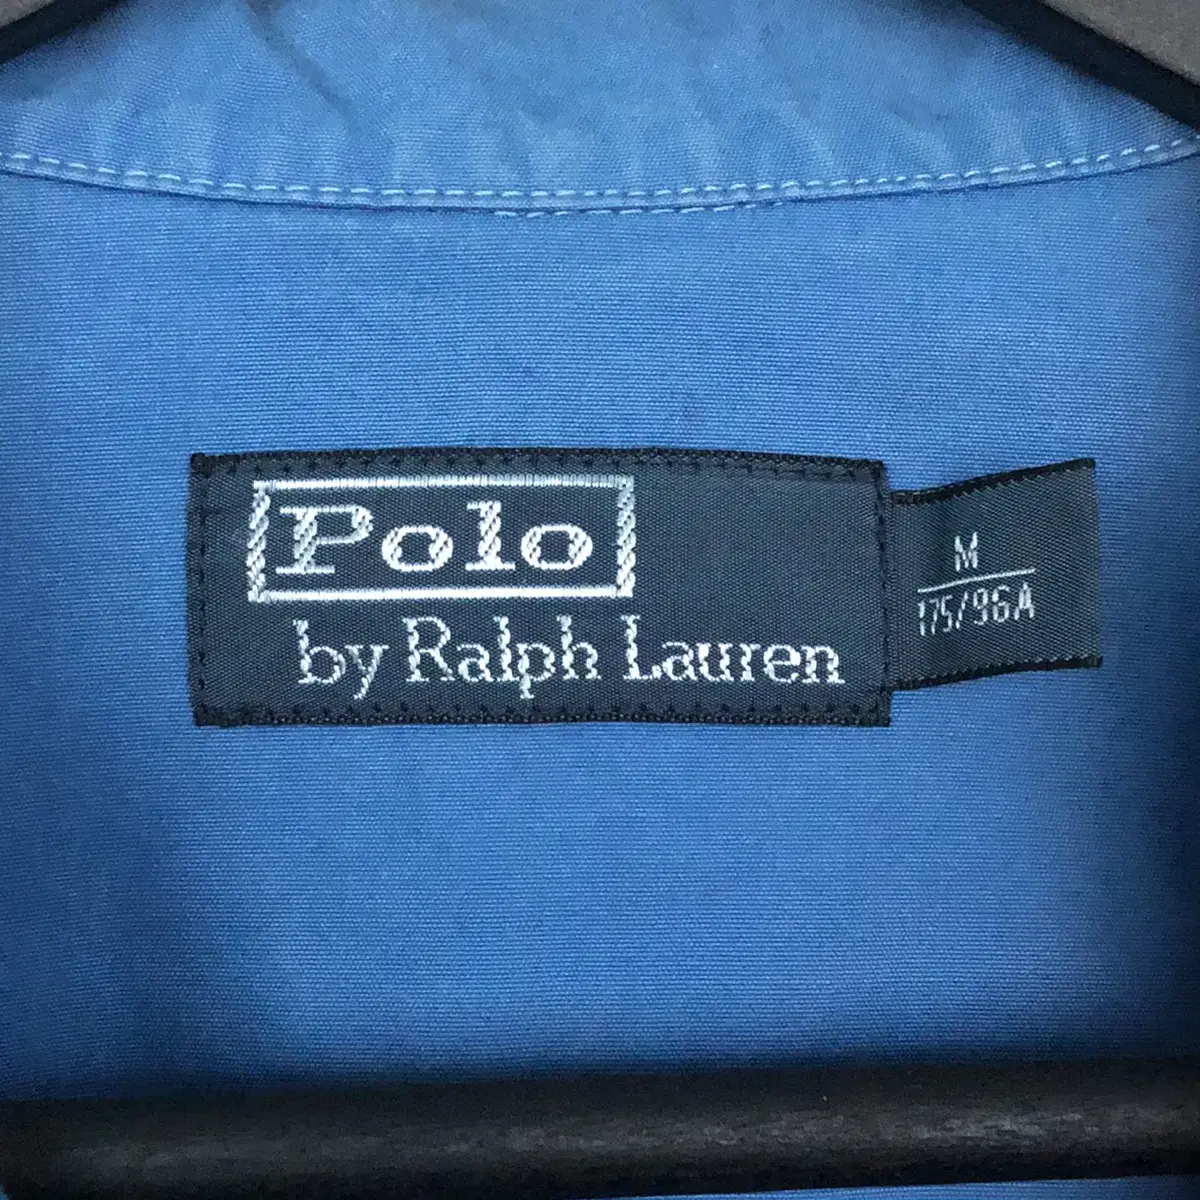 Polo
by Ralph Lauren
M
175/96A